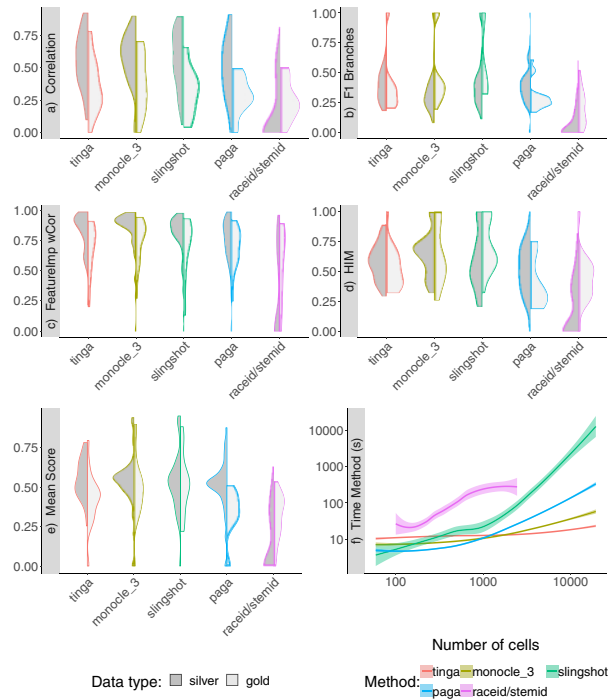 a) Correlation
0.75
0.50
0.25
0.00
tinga
monocle_3
slingshot
paga
raceid/stemid
b) F1 Branches
1.00
0.75
0.50
0.25
0.00
tinga
monocle_3
slingshot
paga
raceid/stemid
c) FeatureImp wCor
1.00
0.75
0.50
0.25
0.00
tinga
monocle_3
slingshot
paga
raceid/stemid
d) HIM
1.00
0.75
0.50
0.25
0.00
tinga
monocle_3
slingshot
paga
raceid/stemid
e) Mean Score
0.75
0.50
0.25
0.00
tinga
monocle_3
slingshot
paga
raceid/stemid
f) Time Method (s)
10000
1000
100
10
100
1000
10000
Number of cells
Data type: silver gold
Method: tinga monocle_3 slingshot
paga raceid/stemid